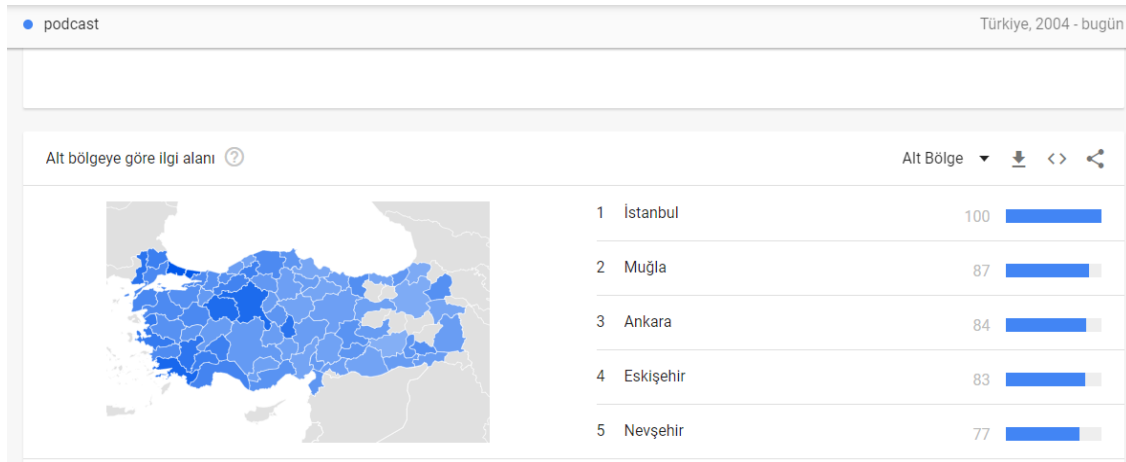 podcast
Türkiye, 2004 - bugün
Alt bölgeye göre ilgi alanı ?
Alt Bölge
1 İstanbul 100
2 Muğla 87
3 Ankara 84
4 Eskişehir 83
5 Nevşehir 77